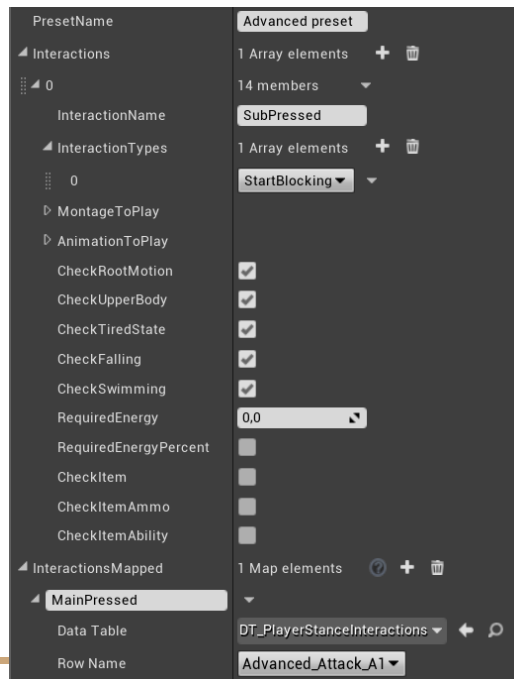 PresetName Advanced preset
Interactions 1 Array elements
0 14 members
InteractionName SubPressed
InteractionTypes 1 Array elements
0 StartBlocking
MontageToPlay
AnimationToPlay
CheckRootMotion
CheckUpperBody
CheckTiredState
CheckFalling
CheckSwimming
RequiredEnergy 0,0
RequiredEnergyPercent
CheckItem
CheckItemAmmo
CheckItemAbility
InteractionsMapped 1 Map elements ?
MainPressed
Data Table DT_PlayerStanceInteractions
Row Name Advanced_Attack_A1